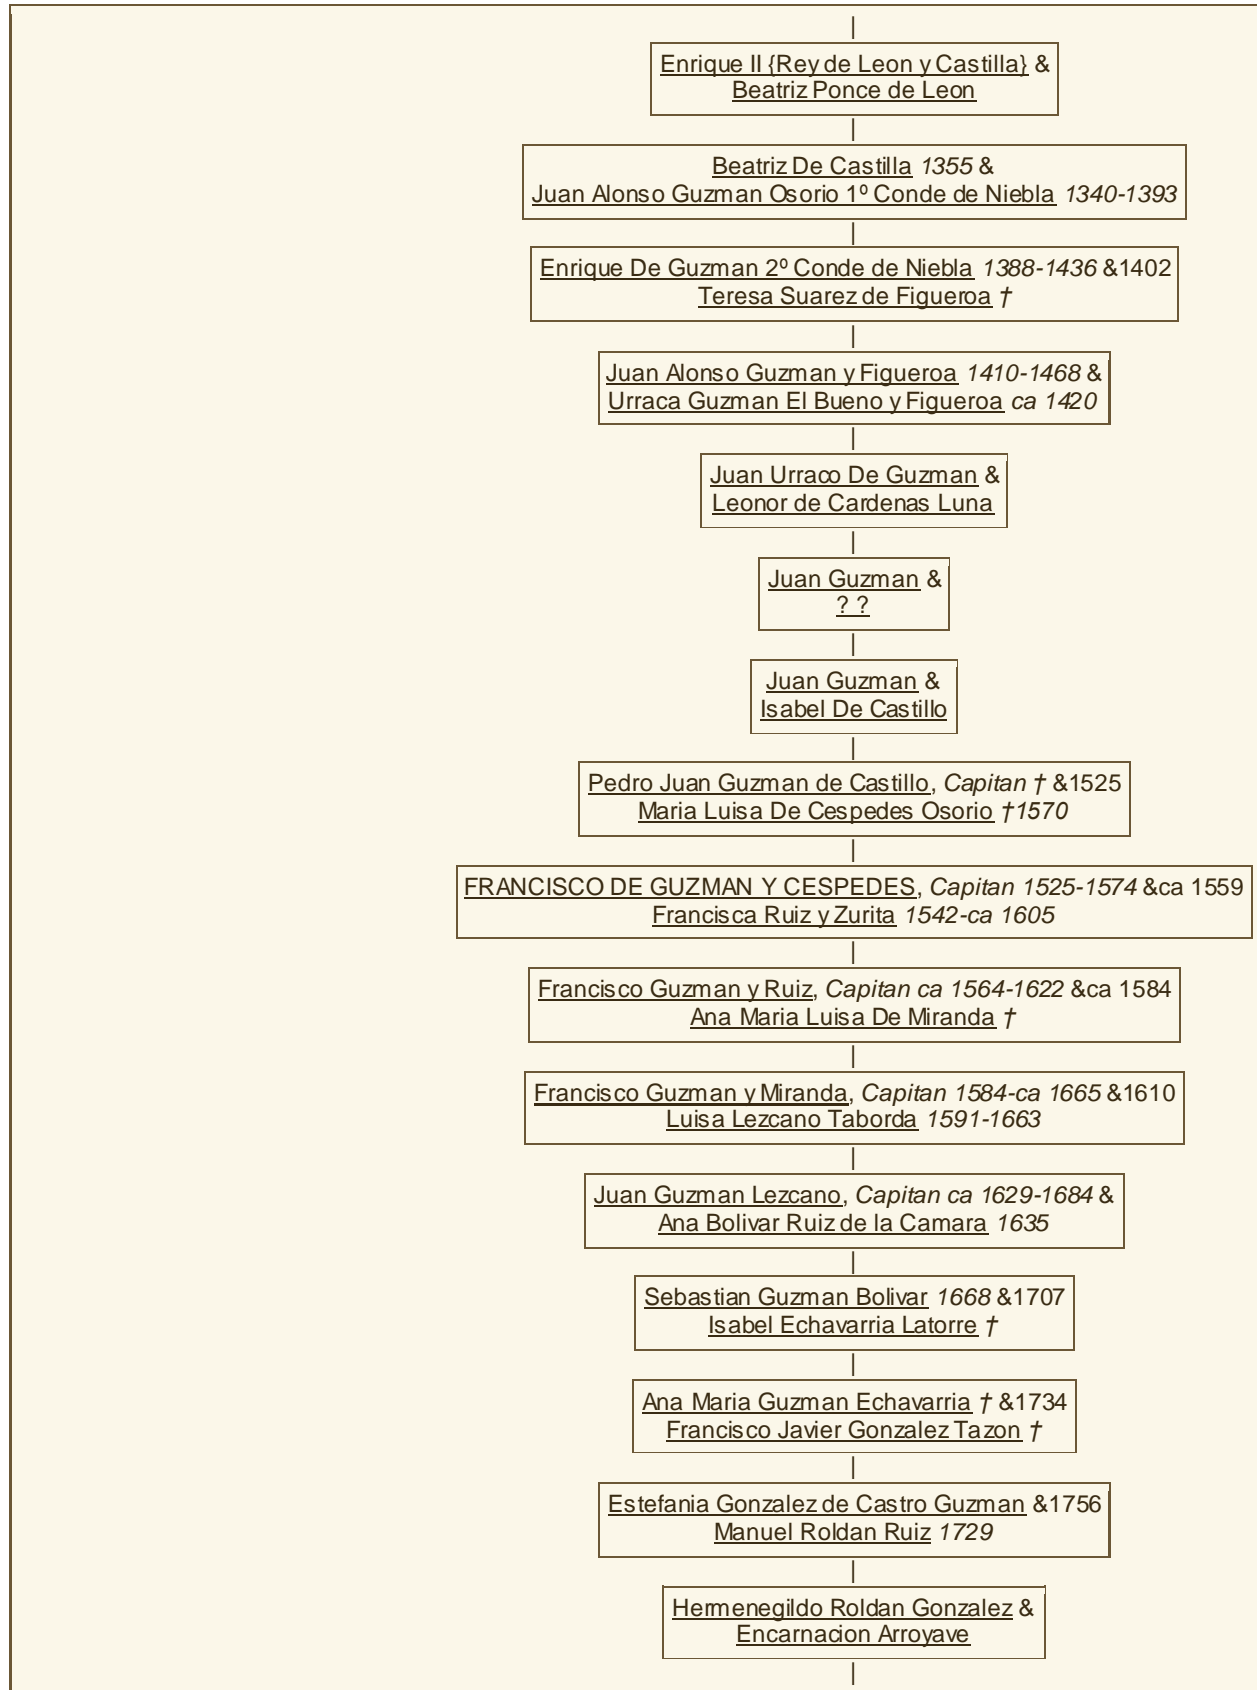 Enrique II {Rey de Leon y Castilla} &
Beatriz Ponce de Leon
Beatriz De Castilla 1355 &
Juan Alonso Guzman Osorio 1º Conde de Niebla 1340-1393
Enrique De Guzman 2º Conde de Niebla 1388-1436 &1402
Teresa Suarez de Figueroa †
Juan Alonso Guzman y Figueroa 1410-1468 &
Urraca Guzman El Bueno y Figueroa ca 1420
Juan Urraco De Guzman &
Leonor de Cardenas Luna
Juan Guzman &
? ?
Juan Guzman &
Isabel De Castillo
Pedro Juan Guzman de Castillo, Capitan † &1525
Maria Luisa De Cespedes Osorio †1570
FRANCISCO DE GUZMAN Y CESPEDES, Capitan 1525-1574 &ca 1559
Francisca Ruiz y Zurita 1542-ca 1605
Francisco Guzman y Ruiz, Capitan ca 1564-1622 &ca 1584
Ana Maria Luisa De Miranda †
Francisco Guzman y Miranda, Capitan 1584-ca 1665 &1610
Luisa Lezcano Taborda 1591-1663
Juan Guzman Lezcano, Capitan ca 1629-1684 &
Ana Bolivar Ruiz de la Camara 1635
Sebastian Guzman Bolivar 1668 &1707
Isabel Echavarria Latorre †
Ana Maria Guzman Echavarria † &1734
Francisco Javier Gonzalez Tazon †
Estefania Gonzalez de Castro Guzman &1756
Manuel Roldan Ruiz 1729
Hermenegildo Roldan Gonzalez &
Encarnacion Arroyave